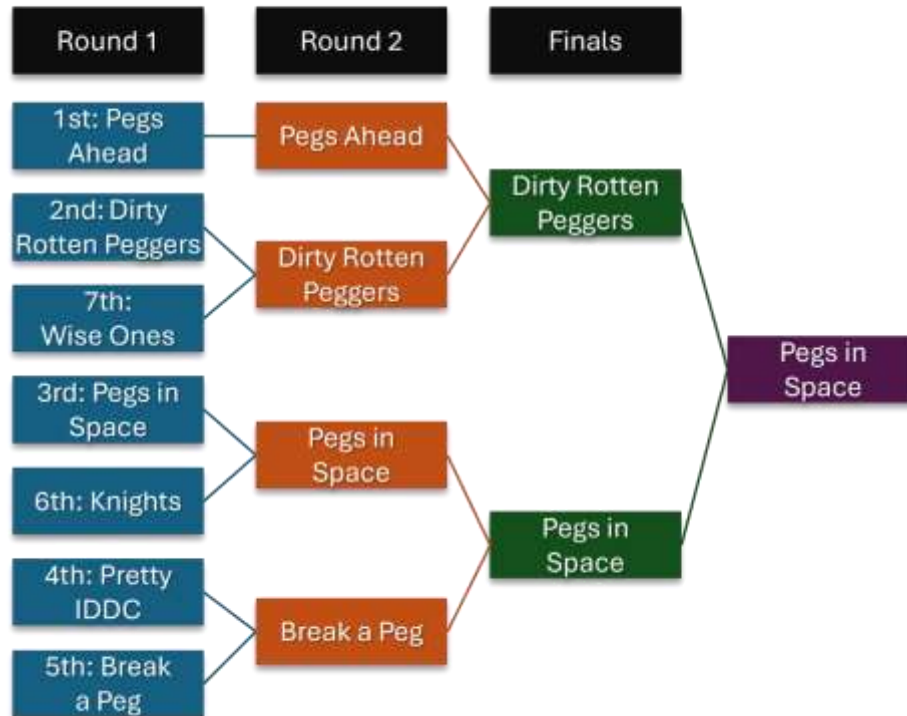 Round 1
Round 2
Finals
1st: Pegs
Ahead
2nd: Dirty
Rotten Peggers
7th:
Wise Ones
3rd: Pegs in
Space
6th: Knights
4th: Pretty
IDDC
5th: Break
a Peg
Pegs Ahead
Dirty Rotten
Peggers
Pegs in
Space
Break a Peg
Dirty Rotten
Peggers
Pegs in
Space
Pegs in
Space